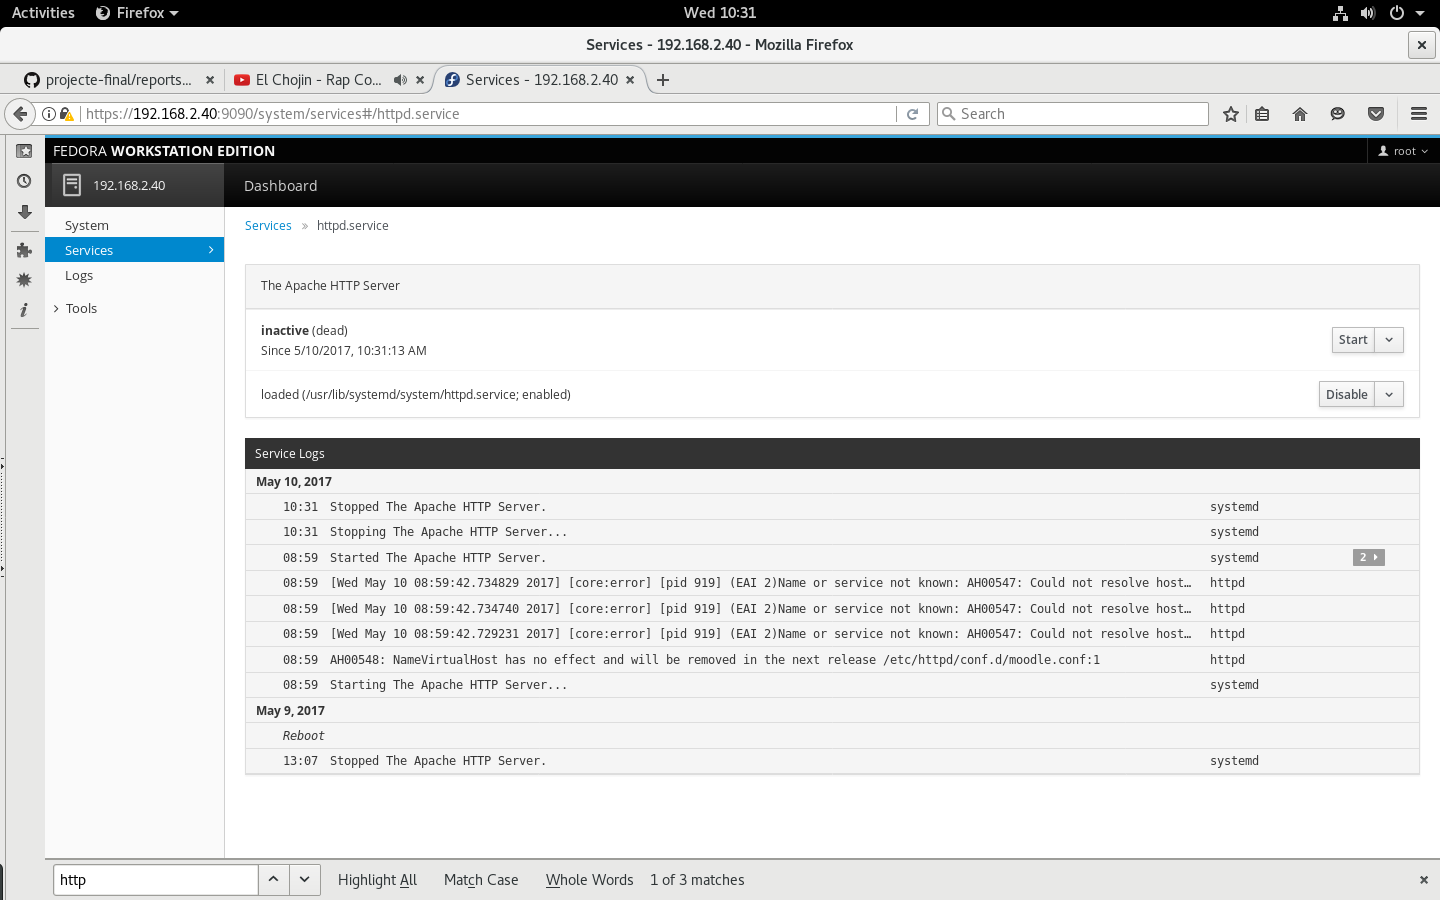 Activities Firefox Wed 10:31
Services - 192.168.2.40 - Mozilla Firefox
projecte-final/reports... El Chojin - Rap Co... Services - 192.168.2.40
https://192.168.2.40:9090/system/services#/httpd.service Search
FEDORA WORKSTATION EDITION root
192.168.2.40 Dashboard
System
Services
Logs
Tools
Services » httpd.service
The Apache HTTP Server
inactive (dead)
Since 5/10/2017, 10:31:13 AM
Start
loaded (/usr/lib/systemd/system/httpd.service; enabled)
Disable
Service Logs
May 10, 2017
10:31 Stopped The Apache HTTP Server. systemd
10:31 Stopping The Apache HTTP Server... systemd
08:59 Started The Apache HTTP Server. systemd 2
08:59 [Wed May 10 08:59:42.734829 2017] [core:error] [pid 919] (EAI 2)Name or service not known: AH00547: Could not resolve host… httpd
08:59 [Wed May 10 08:59:42.734740 2017] [core:error] [pid 919] (EAI 2)Name or service not known: AH00547: Could not resolve host… httpd
08:59 [Wed May 10 08:59:42.729231 2017] [core:error] [pid 919] (EAI 2)Name or service not known: AH00547: Could not resolve host… httpd
08:59 AH00548: NameVirtualHost has no effect and will be removed in the next release /etc/httpd/conf.d/moodle.conf:1 httpd
08:59 Starting The Apache HTTP Server... systemd
May 9, 2017
Reboot
13:07 Stopped The Apache HTTP Server. systemd
http Highlight All Match Case Whole Words 1 of 3 matches